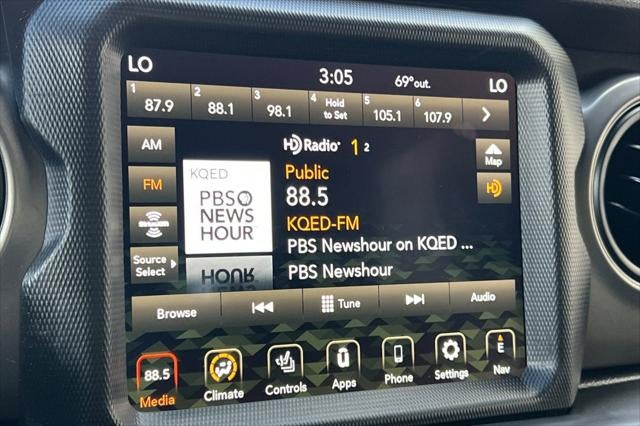 LO 3:05 69°out. LO
1 87.9 2 88.1 3 98.1 4 Hold to Set 5 105.1 6 107.9
AM
HD Radio 1 2
Map
FM
KQED
PBS NEWS HOUR
Public
88.5
HD
KQED-FM
PBS Newshour on KQED ...
Source Select
HOUR
PBS Newshour
Browse Tune Audio
88.5
E
Media Climate Controls Apps Phone Settings Nav